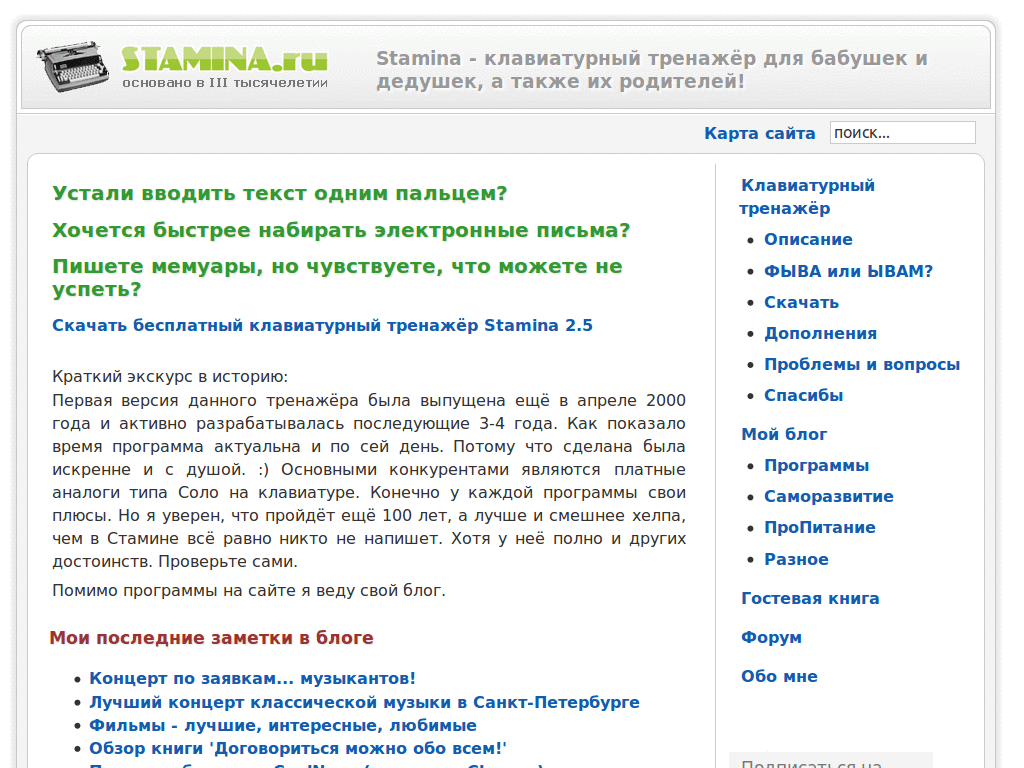 STAMINA.ru
основано в III тысячелетии
Stamina - клавиатурный тренажёр для бабушек и
дедушек, а также их родителей!
Карта сайта
поиск...
Устали вводить текст одним пальцем?
Хочется быстрее набирать электронные письма?
Пишете мемуары, но чувствуете, что можете не
успеть?
Скачать бесплатный клавиатурный тренажёр Stamina 2.5
Краткий экскурс в историю:
Первая версия данного тренажёра была выпущена ещё в апреле 2000
года и активно разрабатывалась последующие 3-4 года. Как показало
время программа актуальна и по сей день. Потому что сделана была
искренне и с душой. :) Основными конкурентами являются платные
аналоги типа Соло на клавиатуре. Конечно у каждой программы свои
плюсы. Но я уверен, что пройдёт ещё 100 лет, а лучше и смешнее хелпа,
чем в Стамине всё равно никто не напишет. Хотя у неё полно и других
достоинств. Проверьте сами.
Помимо программы на сайте я веду свой блог.
Мои последние заметки в блоге
Концерт по заявкам... музыкантов!
Лучший концерт классической музыки в Санкт-Петербурге
Фильмы - лучшие, интересные, любимые
Обзор книги 'Договориться можно обо всем!'
Клавиатурный
тренажёр
Описание
ФЫВА или ЫВАМ?
Скачать
Дополнения
Проблемы и вопросы
Спасибы
Мой блог
Программы
Саморазвитие
ПроПитание
Разное
Гостевая книга
Форум
Обо мне
Подписаться на